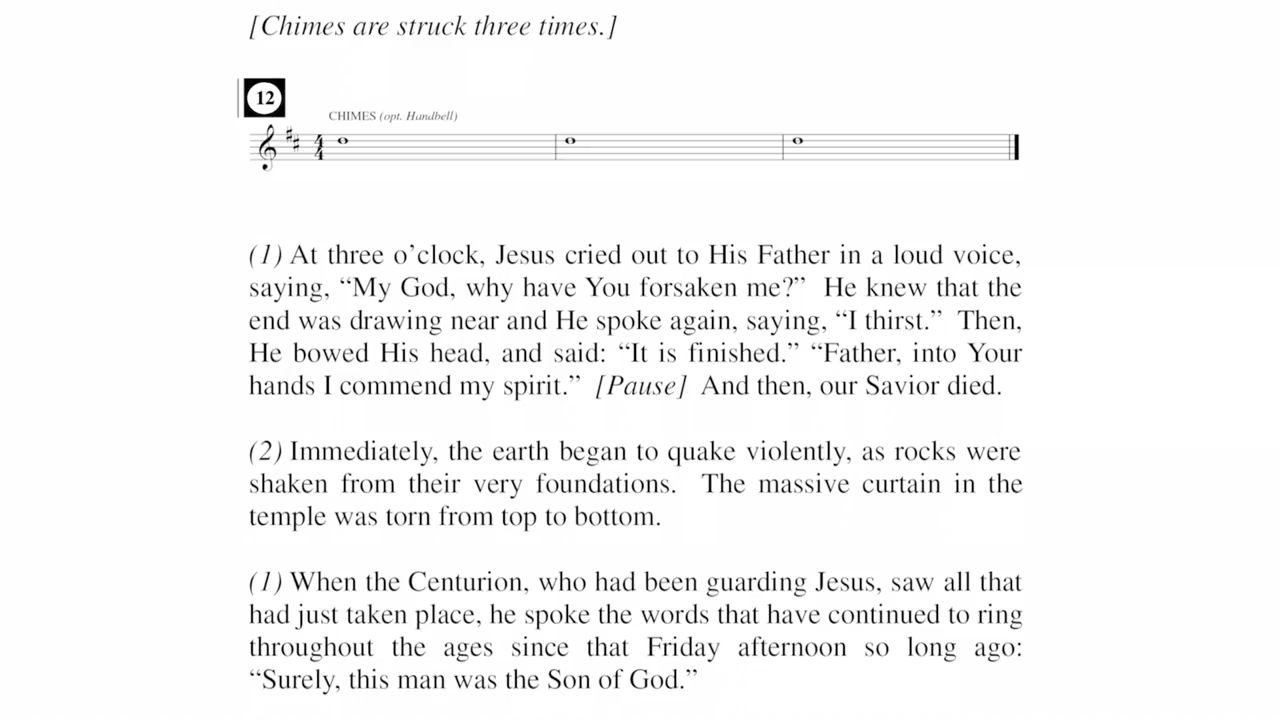 [Chimes are struck three times.]
12
CHIMES (opt. Handbell)
4
4
(1) At three o’clock, Jesus cried out to His Father in a loud voice,
saying, “My God, why have You forsaken me?”  He knew that the
end was drawing near and He spoke again, saying, “I thirst.”  Then,
He bowed His head, and said: “It is finished.” “Father, into Your
hands I commend my spirit.”  [Pause]  And then, our Savior died.
(2) Immediately, the earth began to quake violently, as rocks were
shaken from their very foundations.  The massive curtain in the
temple was torn from top to bottom.
(1) When the Centurion, who had been guarding Jesus, saw all that
had just taken place, he spoke the words that have continued to ring
throughout the ages since that Friday afternoon so long ago:
“Surely, this man was the Son of God.”